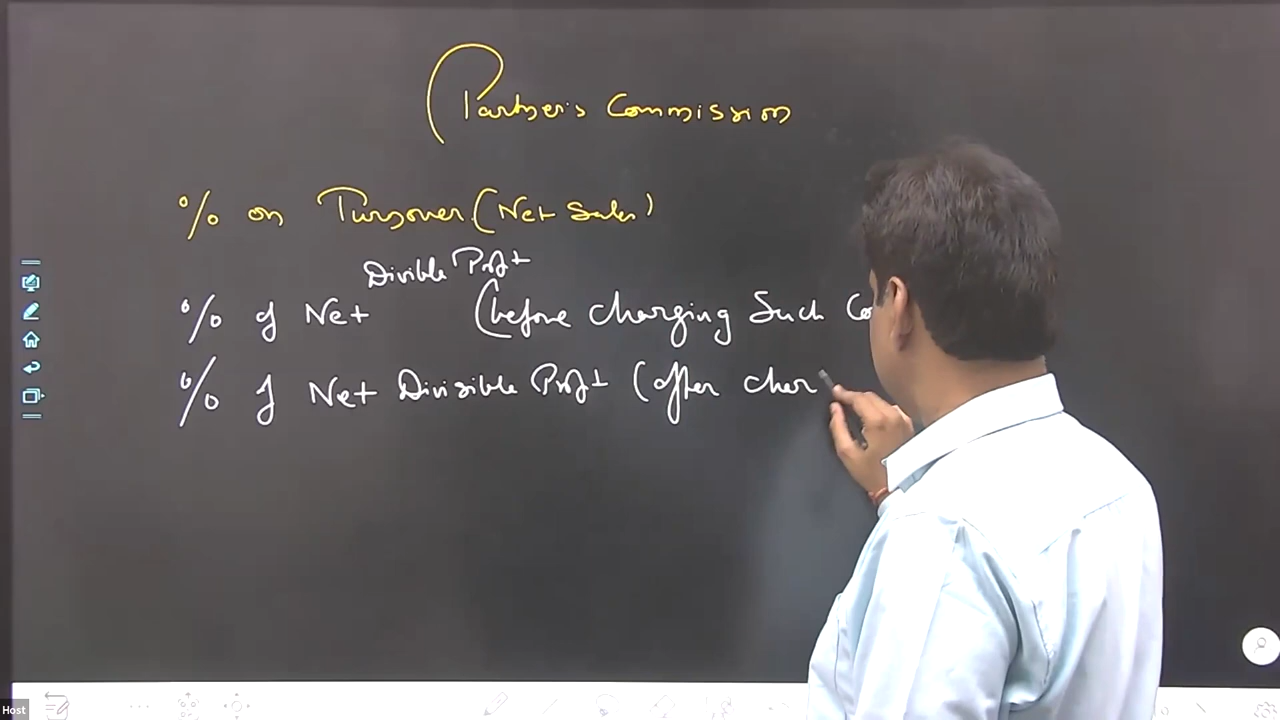 Partner's Commission
% on Turnover (Net Sales)
Divible Profit
% of Net (before charging Such Co
% of Net Divisible Profit (after char
Host